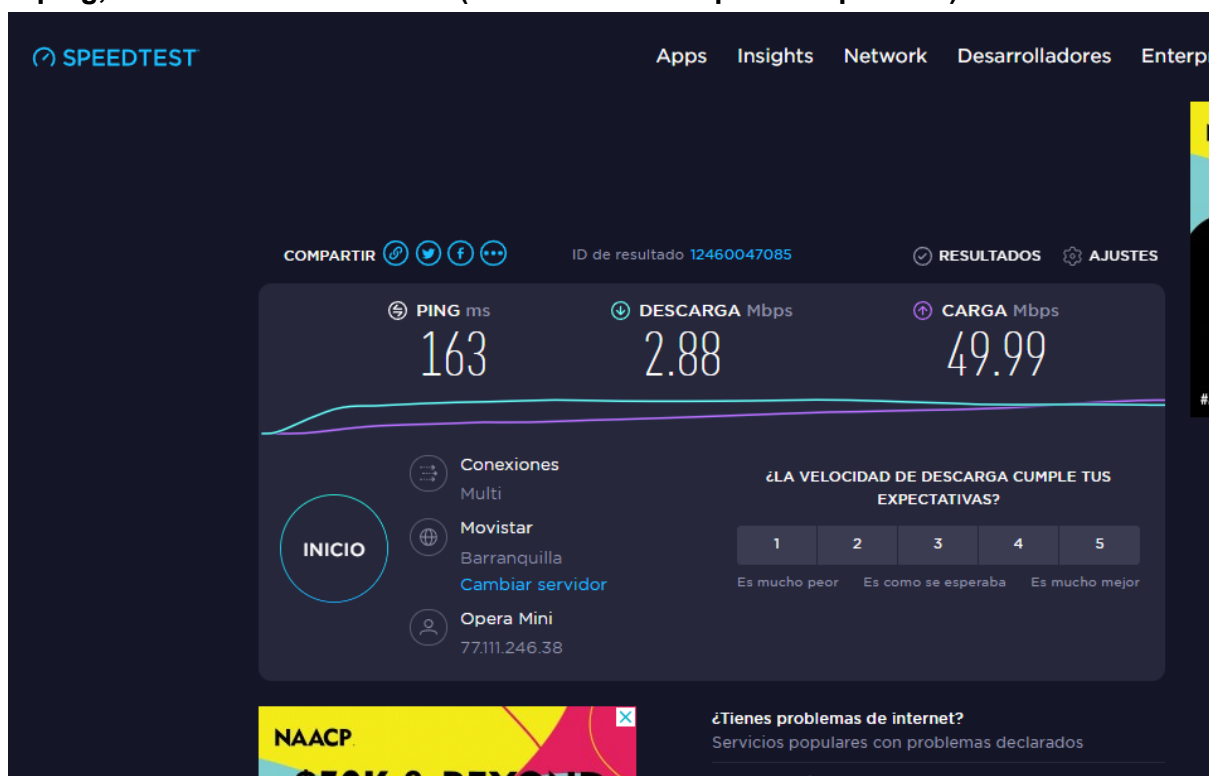 SPEEDTEST
Apps Insights Network Desarrolladores
COMPARTIR ID de resultado 12460047085 RESULTADOS AJUSTES
PING ms DESCARGA Mbps CARGA Mbps
163 2.88 49.99
Conexiones
Multi
Movistar
Barranquilla
Cambiar servidor
Opera Mini
77.111.246.38
INICIO
¿LA VELOCIDAD DE DESCARGA CUMPLE TUS
EXPECTATIVAS?
1 2 3 4 5
Es mucho peor Es como se esperaba Es mucho mejor
NAACP
¿Tienes problemas de internet?
Servicios populares con problemas declarados